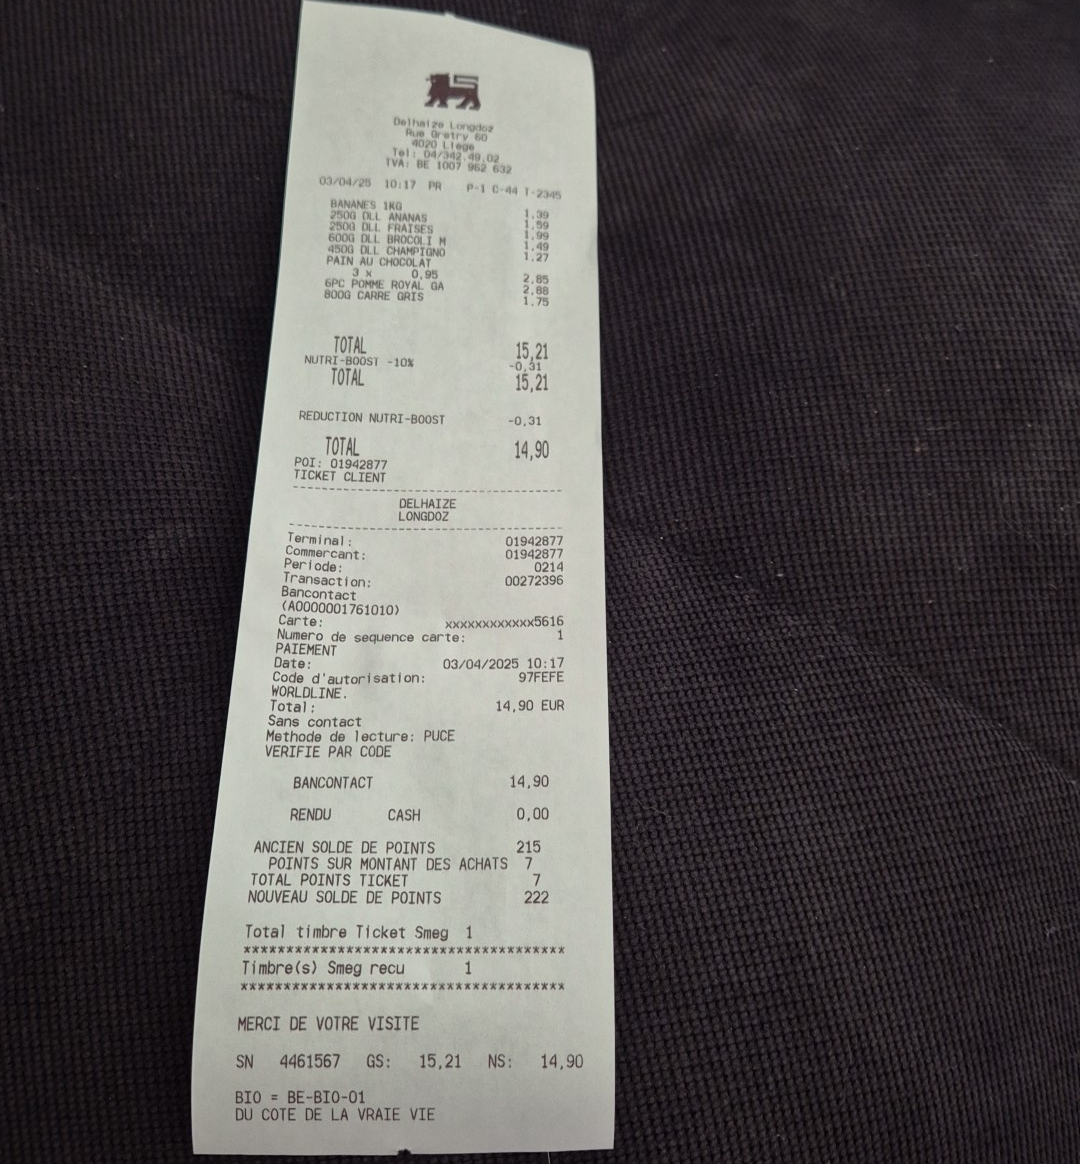 Delhaize Longdoz
Rue Gretry 60
4020 Liege
Tel: 04/342.49.02
TVA: BE 1007 962 632
03/04/25 10:17 PR P-1 C-44 T-2345
BANANES 1KG 1,39
250G DLL ANANAS 1,59
250G DLL FRAISES 1,99
600G DLL BROCOLI M 1,49
450G DLL CHAMPIGNO 1,27
PAIN AU CHOCOLAT
3 x 0,95 2,85
6PC POMME ROYAL GA 2,88
800G CARRE GRIS 1,75
TOTAL 15,21
NUTRI-BOOST -10% -0,31
TOTAL 15,21
REDUCTION NUTRI-BOOST -0,31
TOTAL 14,90
POI: 01942877
TICKET CLIENT
DELHAIZE
LONGDOZ
Terminal: 01942877
Commercant: 01942877
Periode: 0214
Transaction: 00272396
Bancontact
(A0000001761010)
Carte: xxxxxxxxxxxx5616
Numero de sequence carte: 1
PAIEMENT
Date: 03/04/2025 10:17
Code d'autorisation: 97FEFE
WORLDLINE.
Total: 14,90 EUR
Sans contact
Methode de lecture: PUCE
VERIFIE PAR CODE
BANCONTACT 14,90
RENDU CASH 0,00
ANCIEN SOLDE DE POINTS 215
POINTS SUR MONTANT DES ACHATS 7
TOTAL POINTS TICKET 7
NOUVEAU SOLDE DE POINTS 222
Total timbre Ticket Smeg 1
**************************************
Timbre(s) Smeg recu 1
**************************************
MERCI DE VOTRE VISITE
SN 4461567 GS: 15,21 NS: 14,90
BIO = BE-BIO-01
DU COTE DE LA VRAIE VIE